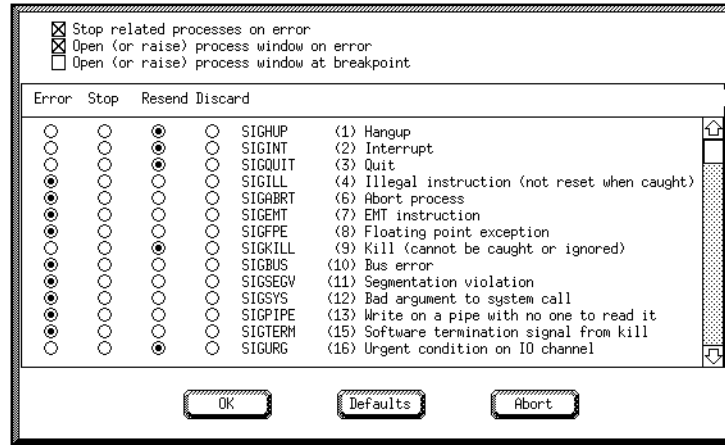 Stop related processes on error
Open (or raise) process window on error
Open (or raise) process window at breakpoint
Error Stop Resend Discard
SIGHUP (1) Hangup
SIGINT (2) Interrupt
SIGQUIT (3) Quit
SIGILL (4) Illegal instruction (not reset when caught)
SIGABRT (6) Abort process
SIGEMT (7) EMT instruction
SIGFPE (8) Floating point exception
SIGKILL (9) Kill (cannot be caught or ignored)
SIGBUS (10) Bus error
SIGSEGV (11) Segmentation violation
SIGSYS (12) Bad argument to system call
SIGPIPE (13) Write on a pipe with no one to read it
SIGTERM (15) Software termination signal from kill
SIGURG (16) Urgent condition on IO channel
OK Defaults Abort